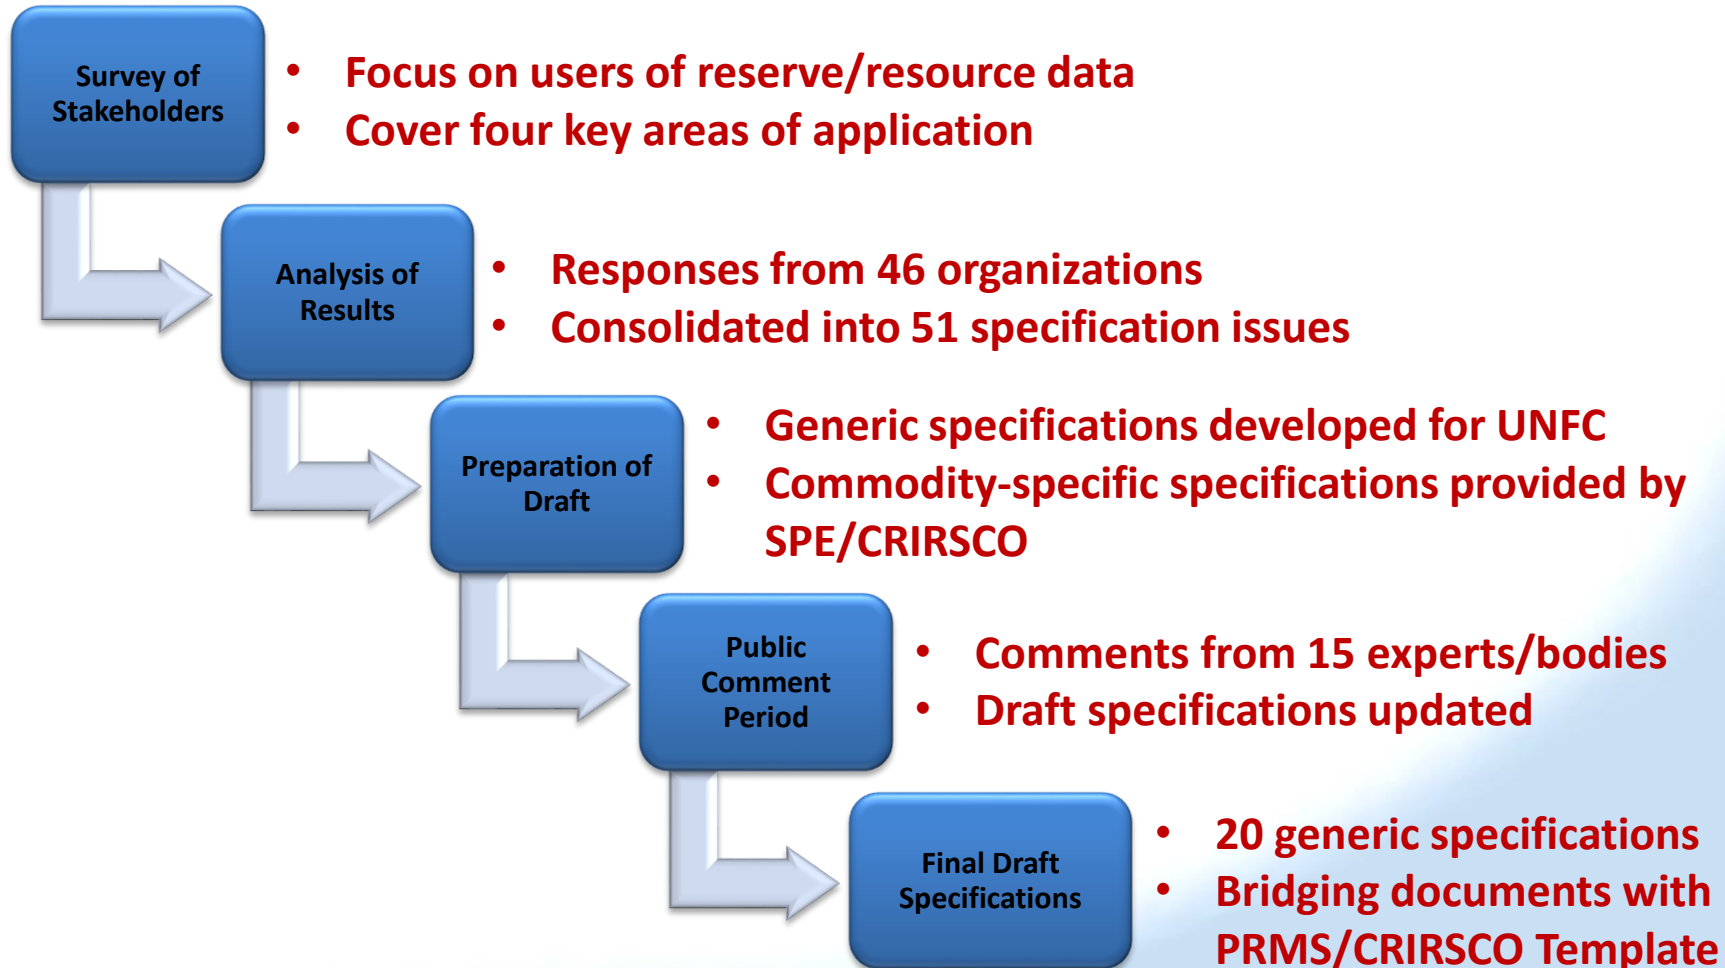 Survey of
Stakeholders
• Focus on users of reserve/resource data
• Cover four key areas of application
Analysis of
Results
• Responses from 46 organizations
• Consolidated into 51 specification issues
Preparation of
Draft
• Generic specifications developed for UNFC
• Commodity-specific specifications provided by
SPE/CRIRSCO
Public
Comment
Period
• Comments from 15 experts/bodies
• Draft specifications updated
Final Draft
Specifications
• 20 generic specifications
• Bridging documents with
PRMS/CRIRSCO Template